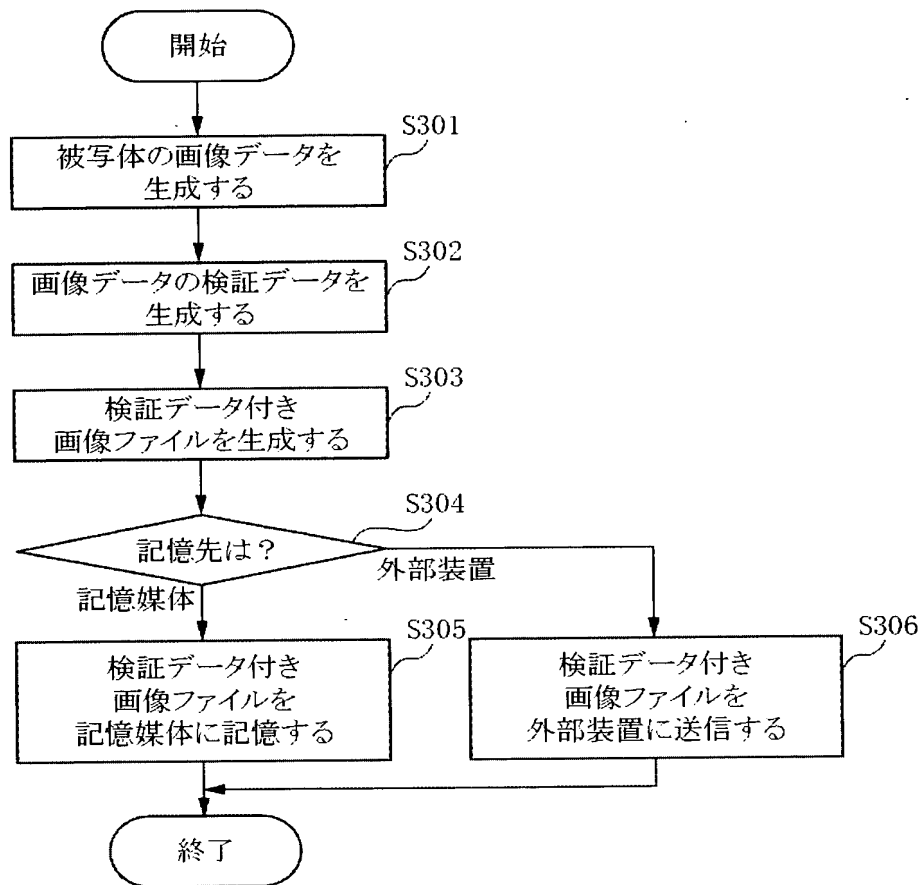 開始
S301
被写体の画像データを
生成する
S302
画像データの検証データを
生成する
S303
検証データ付き
画像ファイルを生成する
S304
記憶先は?
外部装置
記憶媒体
S305
検証データ付き
画像ファイルを
記憶媒体に記憶する
S306
検証データ付き
画像ファイルを
外部装置に送信する
終了